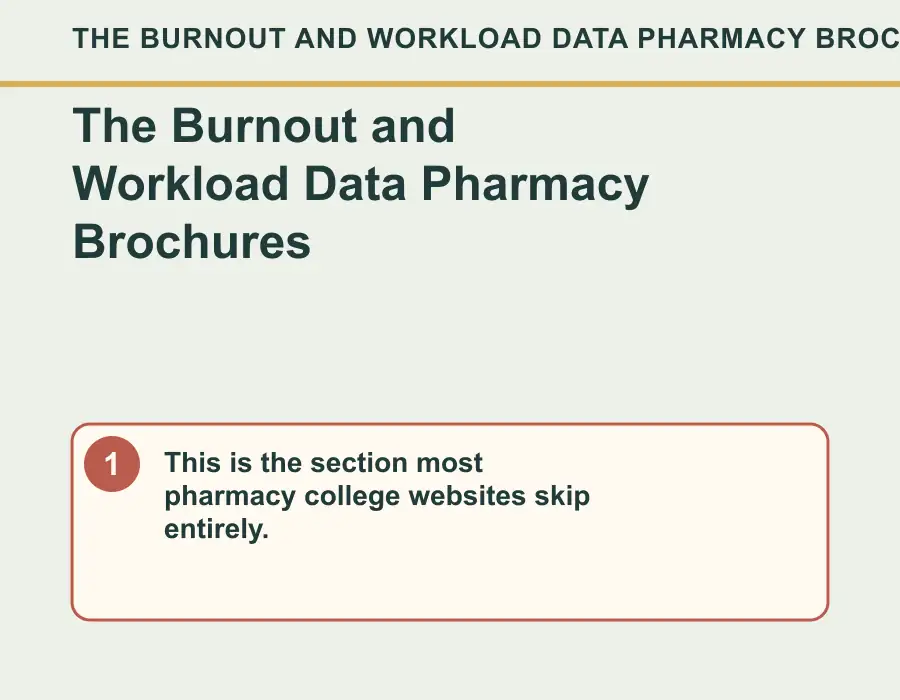 THE BURNOUT AND WORKLOAD DATA PHARMACY BROC
The Burnout and
Workload Data Pharmacy
Brochures
1
This is the section most
pharmacy college websites skip
entirely.